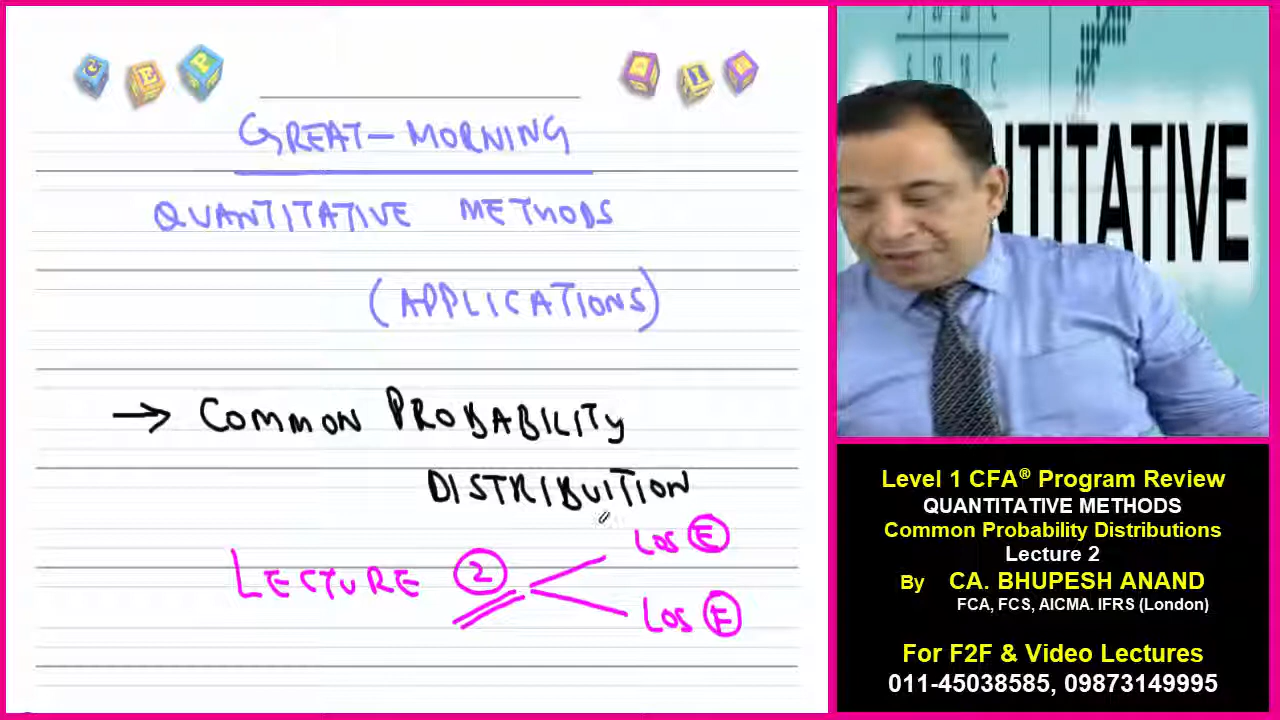 GREAT-MORNING
QUANTITATIVE METHODS
(APPLICATIONS)
→ COMMON PROBABILITY
DISTRIBUITION
LECTURE 2
LOS E
LOS F
QUANTITATIVE
Level 1 CFA® Program Review
QUANTITATIVE METHODS
Common Probability Distributions
Lecture 2
By CA. BHUPESH ANAND
FCA, FCS, AICMA. IFRS (London)
For F2F & Video Lectures
011-45038585, 09873149995